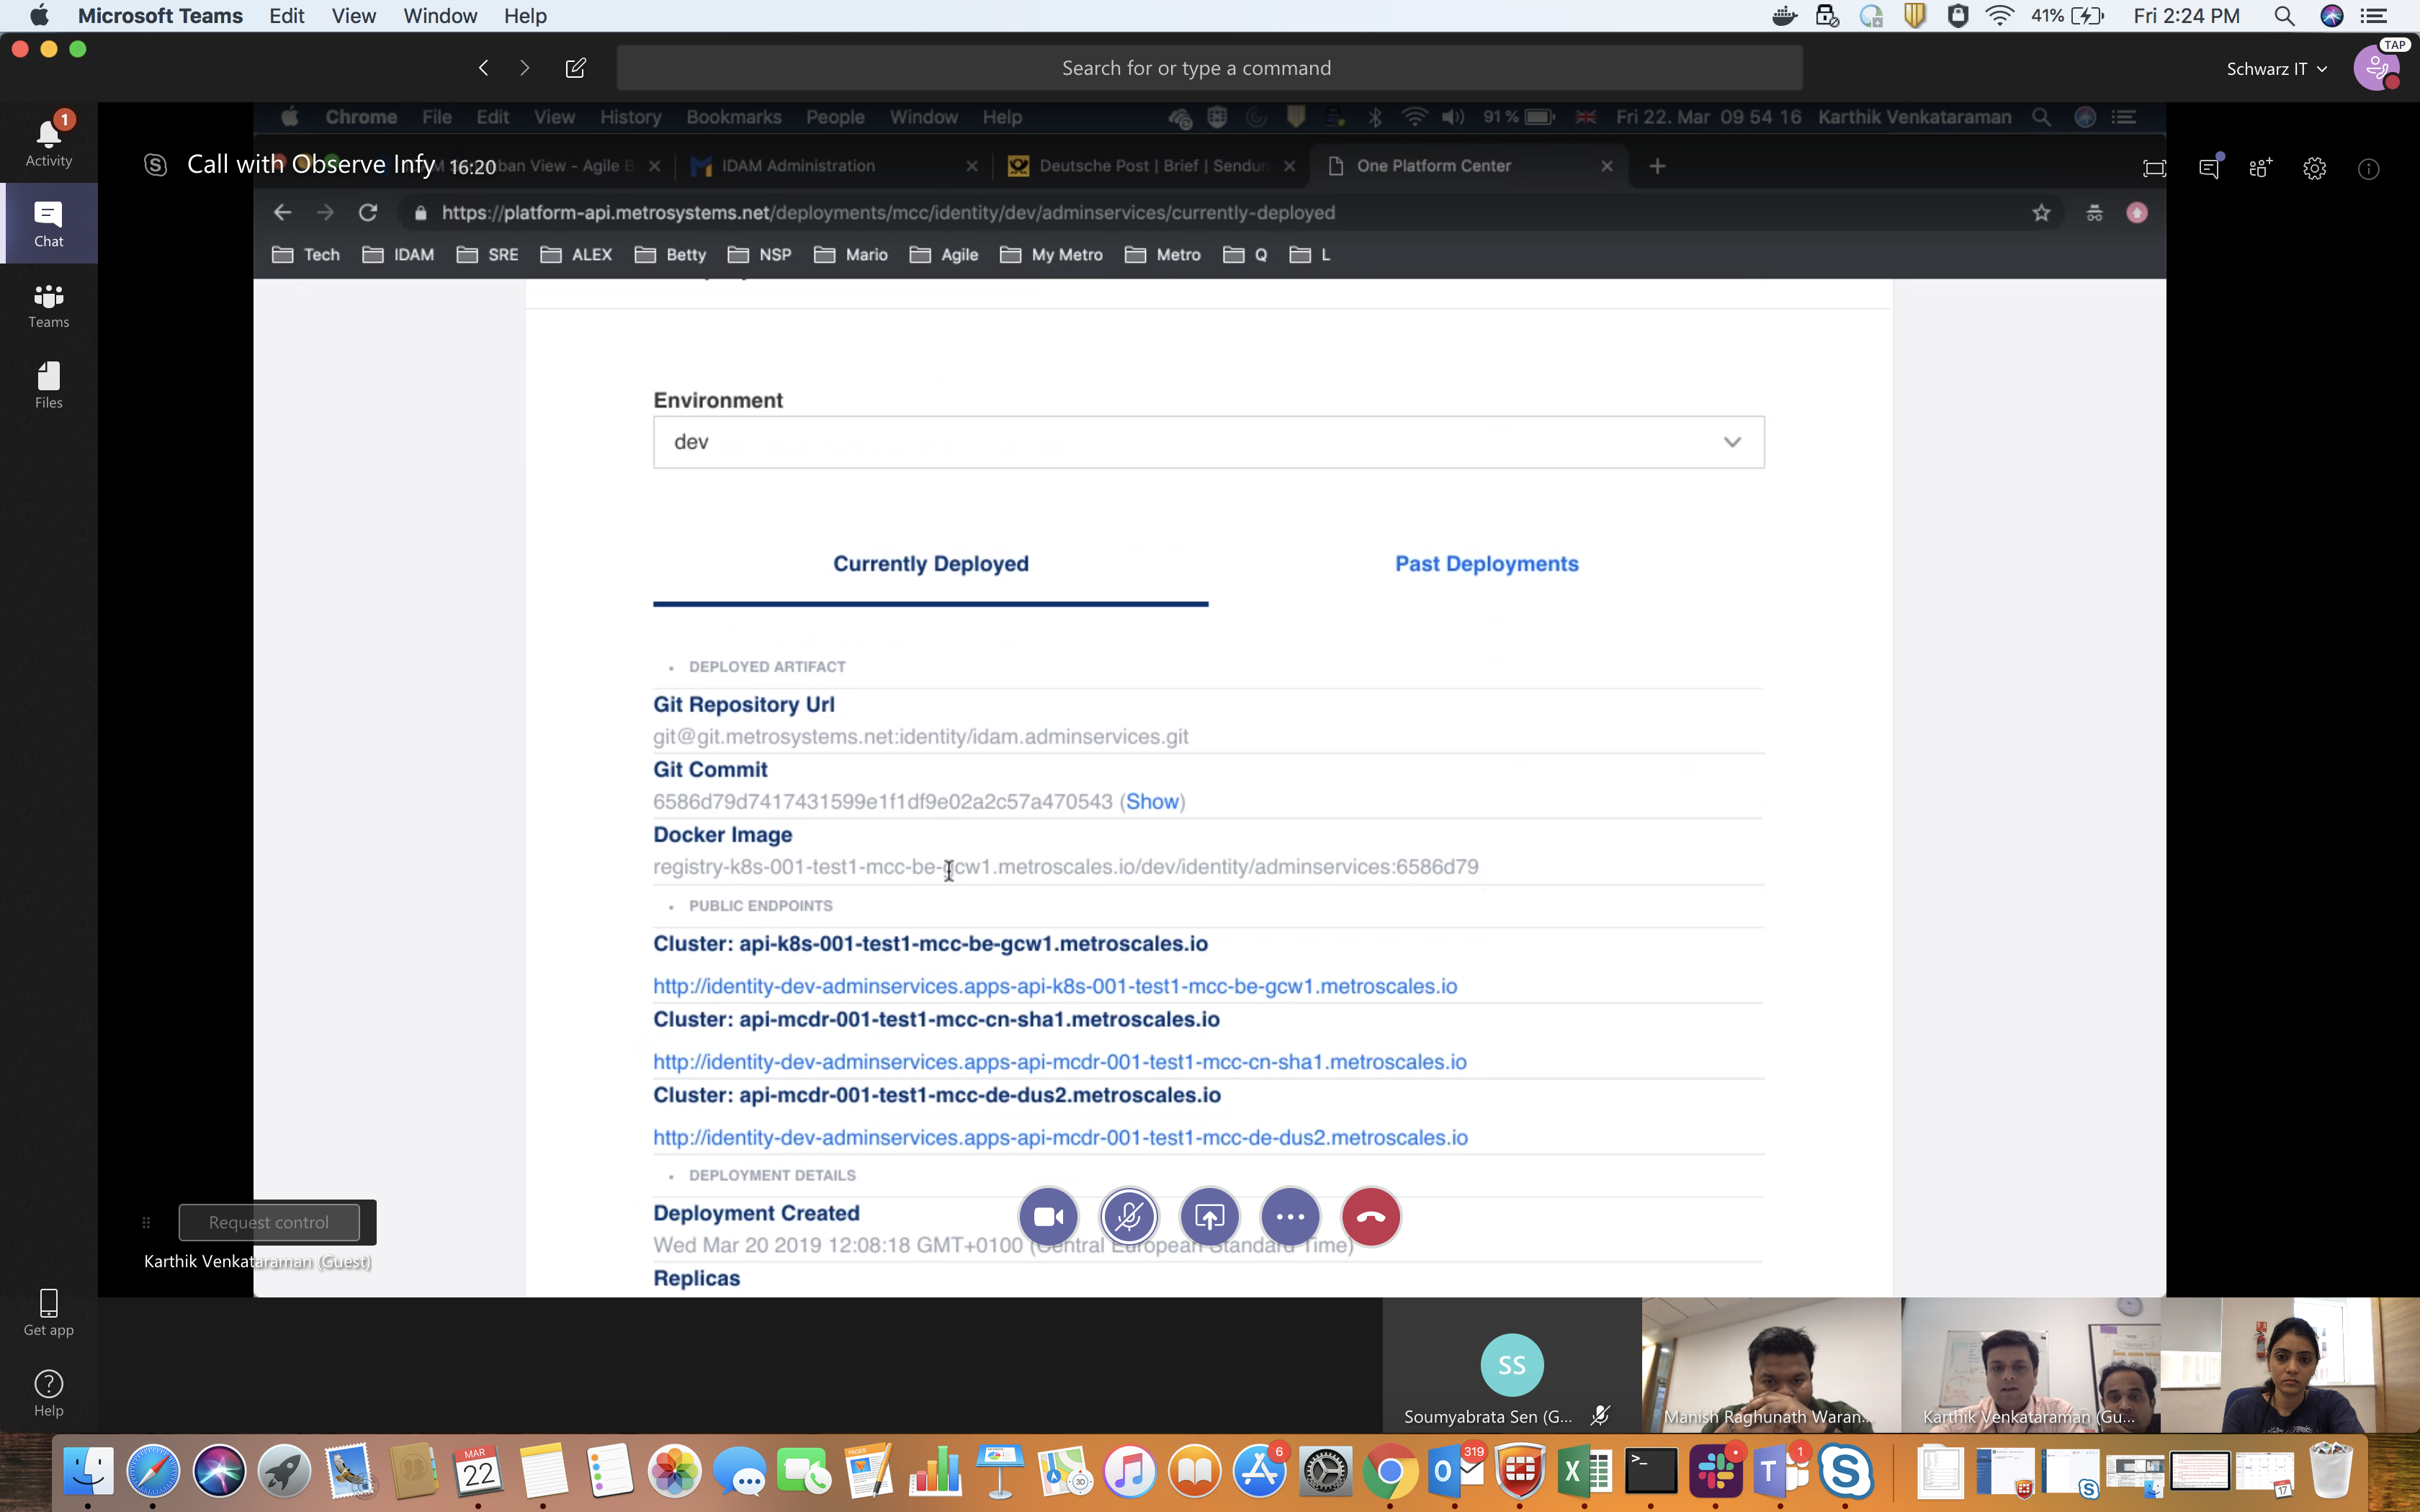 Microsoft Teams Edit View Window Help
41% Fri 2:24 PM
Search for or type a command
Schwarz IT
TAP
1
Activity
Chat
Teams
Files
Get app
Help
Chrome File Edit View History Bookmarks People Window Help
91% Fri 22. Mar 09 54 16 Karthik Venkataraman
Call with Observe Infy 16:20
ban View - Agile B
IDAM Administration
Deutsche Post | Brief | Sendun
One Platform Center
https://platform-api.metrosystems.net/deployments/mcc/identity/dev/adminservices/currently-deployed
Tech IDAM SRE ALEX Betty NSP Mario Agile My Metro Metro Q L
Environment
dev
Currently Deployed
Past Deployments
DEPLOYED ARTIFACT
Git Repository Url
git@git.metrosystems.net:identity/idam.adminservices.git
Git Commit
6586d79d7417431599e1f1df9e02a2c57a470543 (Show)
Docker Image
registry-k8s-001-test1-mcc-be-gcw1.metroscales.io/dev/identity/adminservices:6586d79
PUBLIC ENDPOINTS
Cluster: api-k8s-001-test1-mcc-be-gcw1.metroscales.io
http://identity-dev-adminservices.apps-api-k8s-001-test1-mcc-be-gcw1.metroscales.io
Cluster: api-mcdr-001-test1-mcc-cn-sha1.metroscales.io
http://identity-dev-adminservices.apps-api-mcdr-001-test1-mcc-cn-sha1.metroscales.io
Cluster: api-mcdr-001-test1-mcc-de-dus2.metroscales.io
http://identity-dev-adminservices.apps-api-mcdr-001-test1-mcc-de-dus2.metroscales.io
DEPLOYMENT DETAILS
Deployment Created
Wed Mar 20 2019 12:08:18 GMT+0100 (Central European Standard Time)
Replicas
Request control
Karthik Venkataraman (Guest)
SS
Soumyabrata Sen (G...
Manish Raghunath Waran...
Karthik Venkataraman (Gu...
MAR
22
PAGES
3D
6
319
1
17